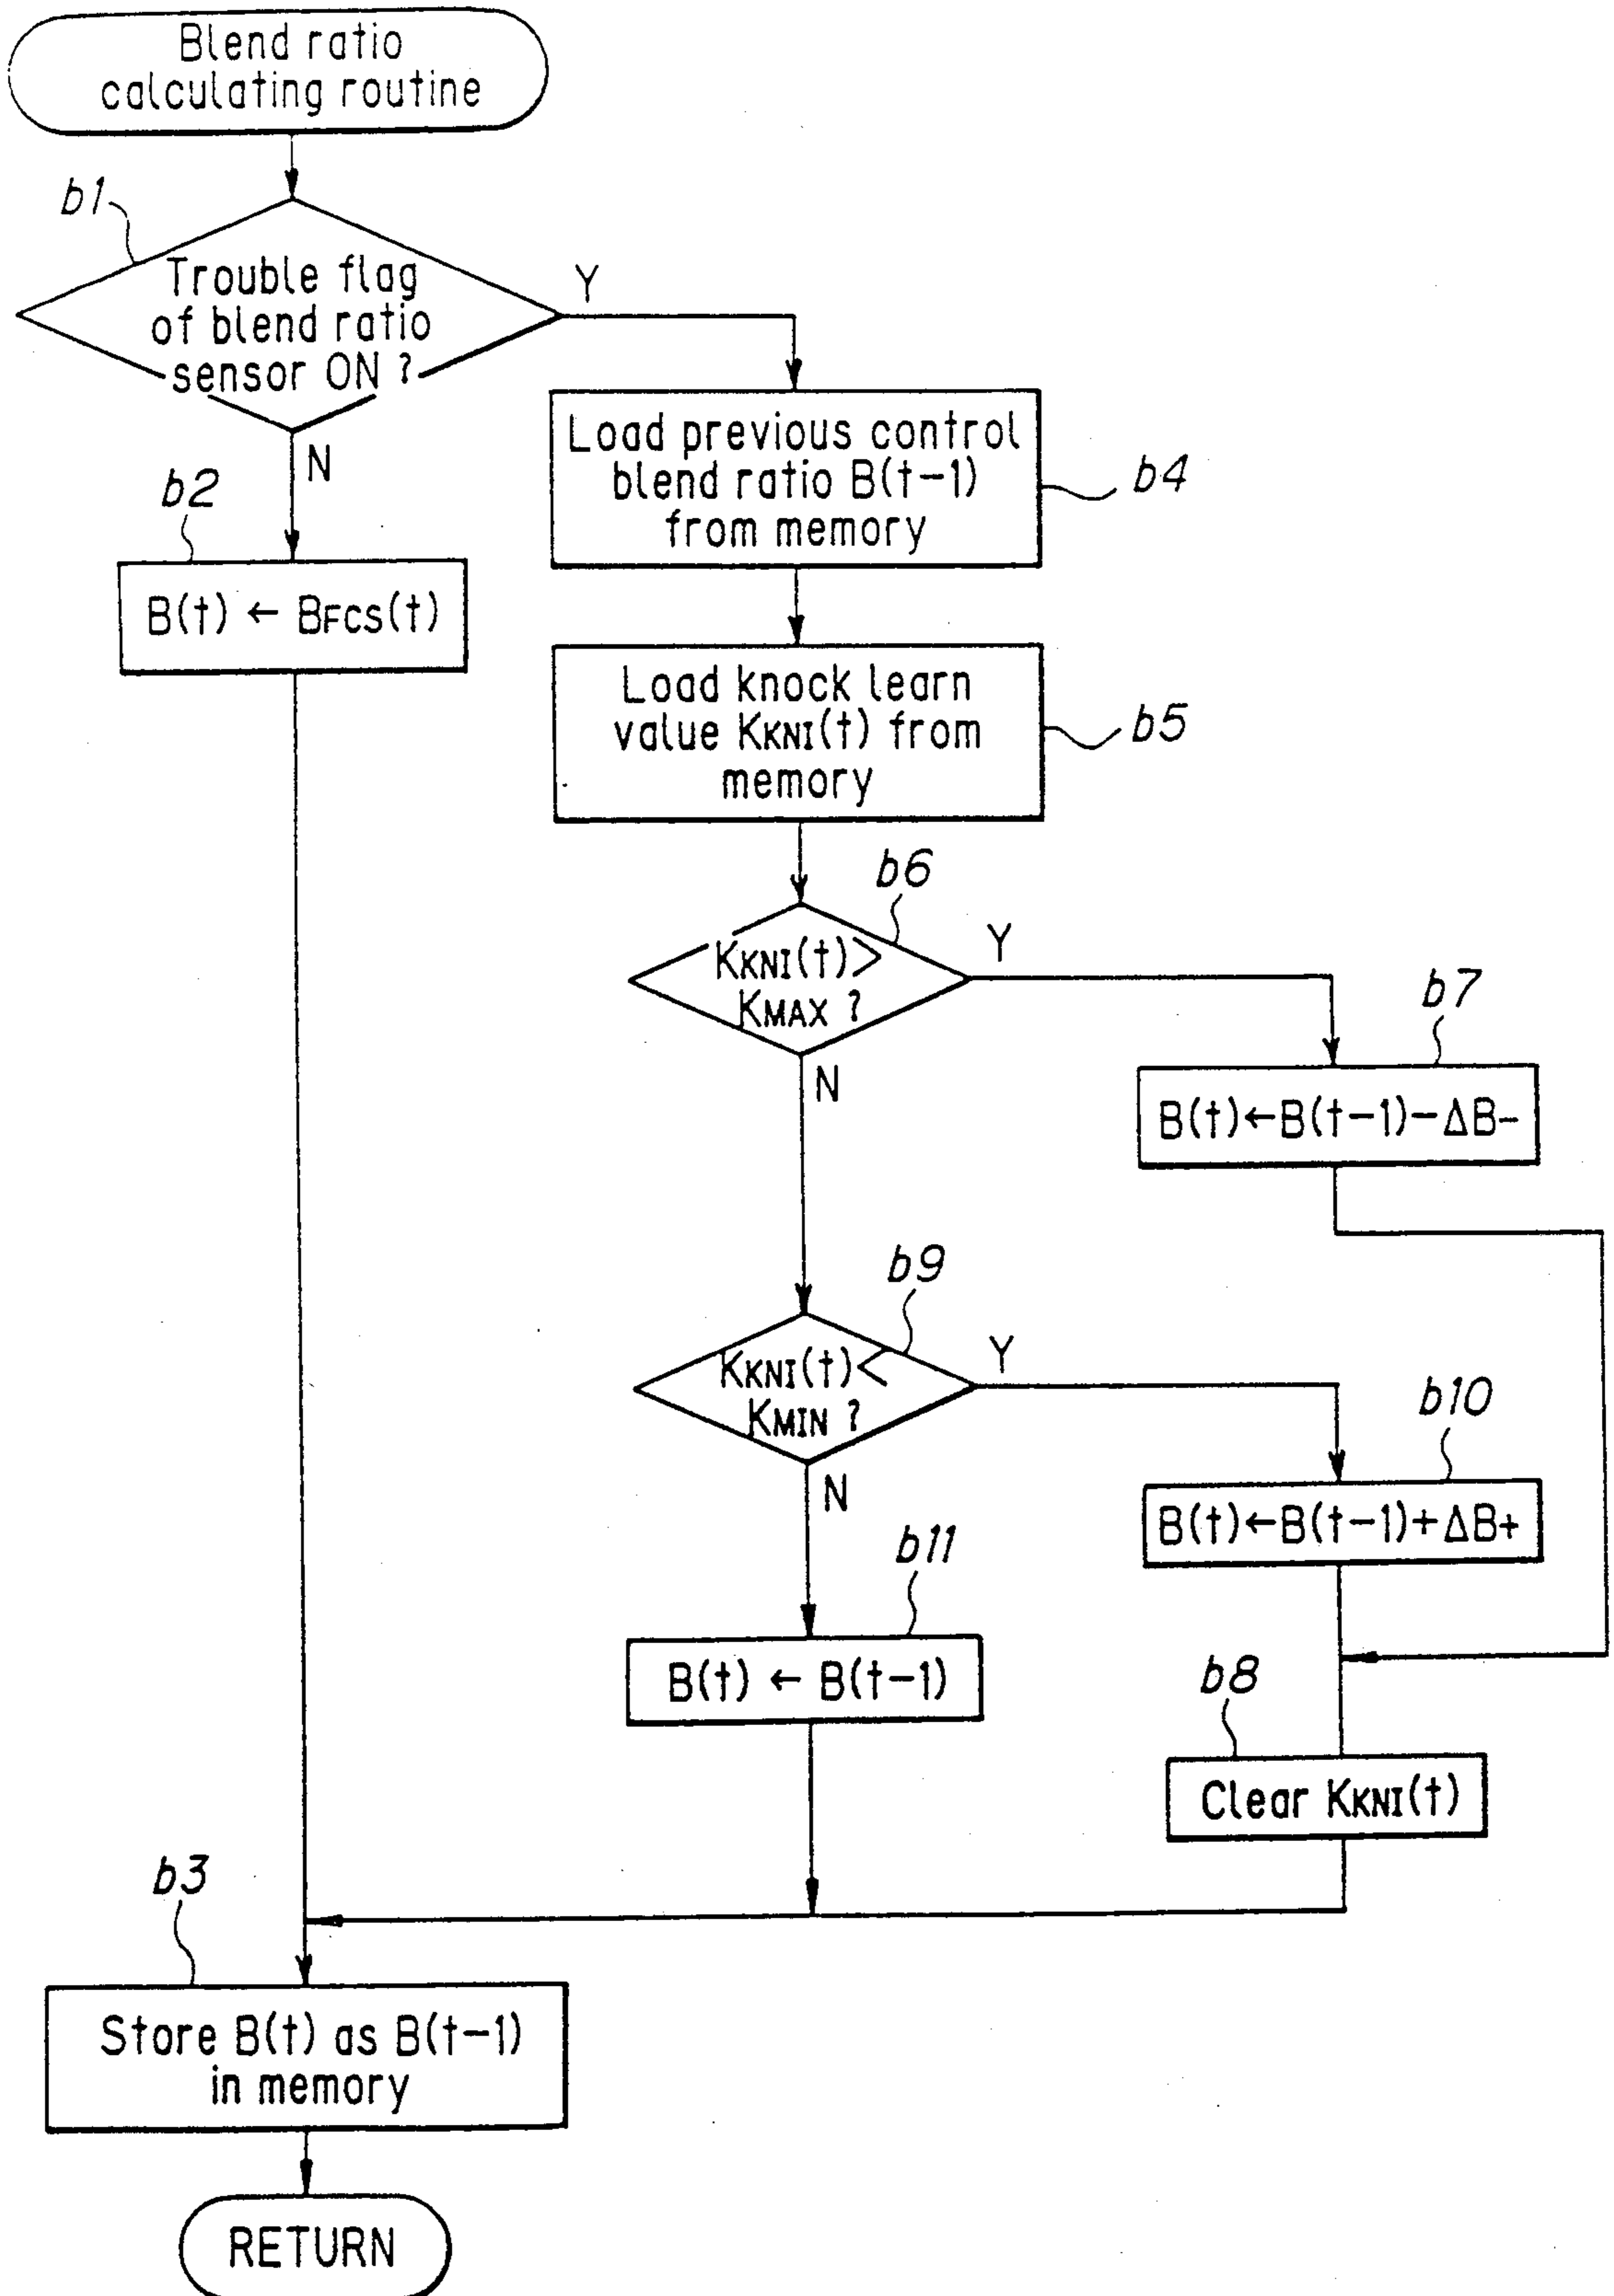 Blend ratio
calculating routine
b1
Trouble flag
of blend ratio
sensor ON ?
Y
N
b2
B(t) ← BFCS(t)
Load previous control
blend ratio B(t-1)
from memory
b4
Load knock learn
value KKNI(t) from
memory
b5
b6
KKNI(t)>
KMAX ?
Y
N
b7
B(t)←B(t-1)-ΔB-
b9
KKNI(t)<
KMIN ?
Y
N
b10
B(t)←B(t-1)+ΔB+
b11
B(t) ← B(t-1)
b8
Clear KKNI(t)
b3
Store B(t) as B(t-1)
in memory
RETURN